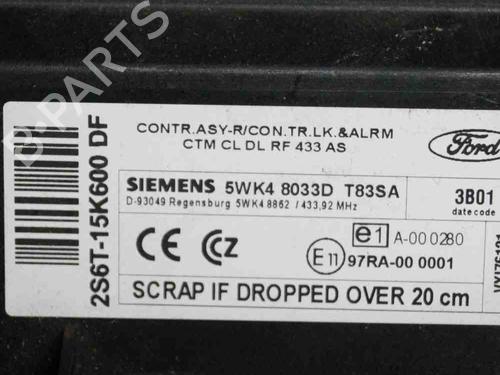 2S6T-15K600 DF
CONTR.ASY-R/CON.TR.LK.&ALRM
CTM CL DL RF 433 AS
Ford
SIEMENS 5WK4 8033D T83SA
D-93049 Regensburg 5WK4 8862 / 433,92 MHz
3B01
date code
CE CZ
e1 A-000280
E11 97RA-00 0001
SCRAP IF DROPPED OVER 20 cm
B-PARTS